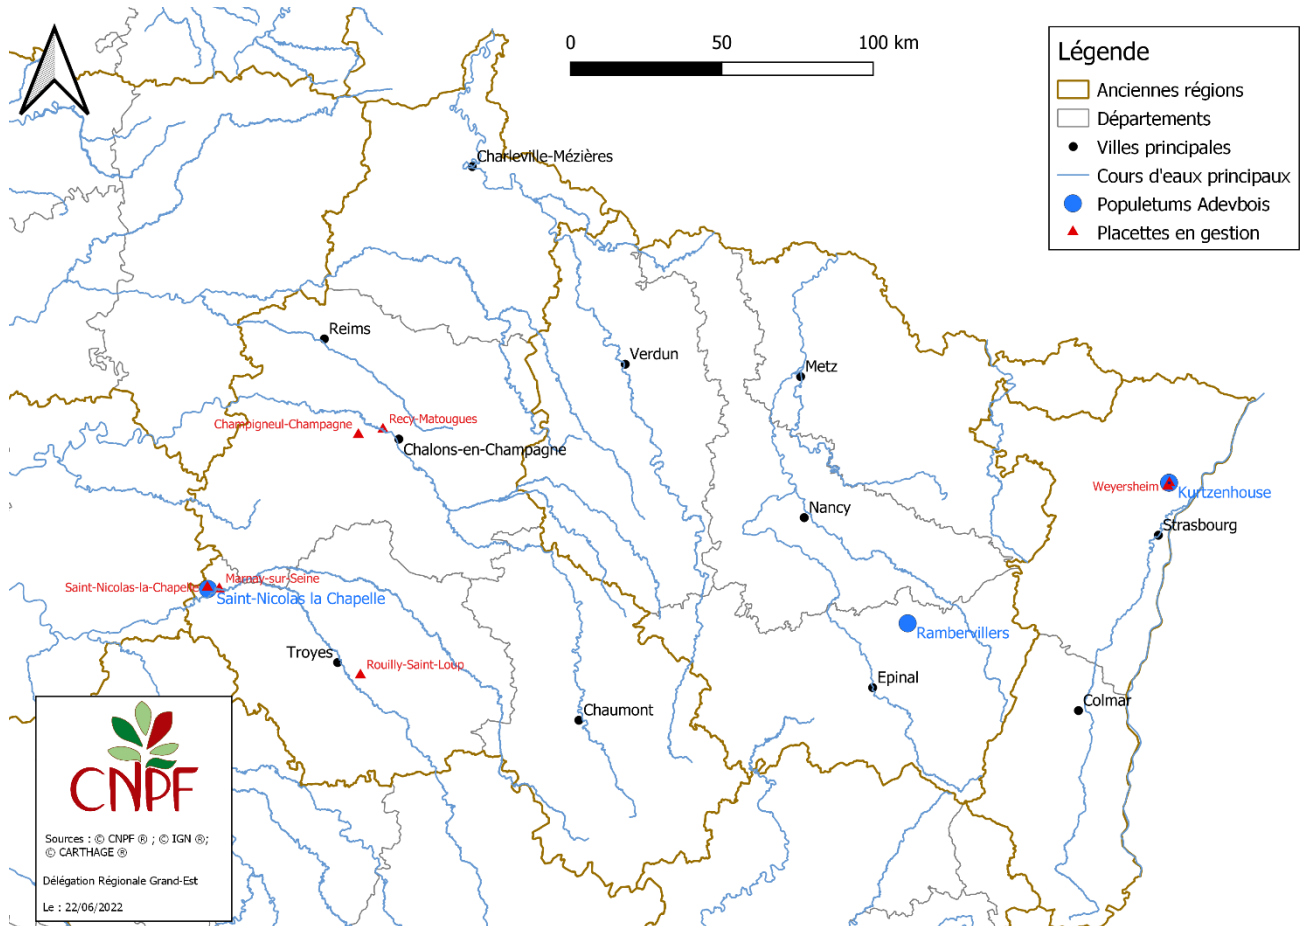 0 50 100 km
Légende
Anciennes régions
Départements
Villes principales
Cours d'eaux principaux
Populetums Adevbois
Placettes en gestion
Charleville-Mézières
Reims
Verdun
Metz
Champigneul-Champagne
Recy-Matougues
Chalons-en-Champagne
Weyersheim
Kurtzenhouse
Nancy
Strasbourg
Saint-Nicolas-la-Chapelle
Marnay-sur-Seine
Saint-Nicolas la Chapelle
Rambervillers
Troyes
Rouilly-Saint-Loup
Epinal
Colmar
Chaumont
CNPF
Sources : © CNPF ® ; © IGN ®;
© CARTHAGE ®
Délégation Régionale Grand-Est
Le : 22/06/2022